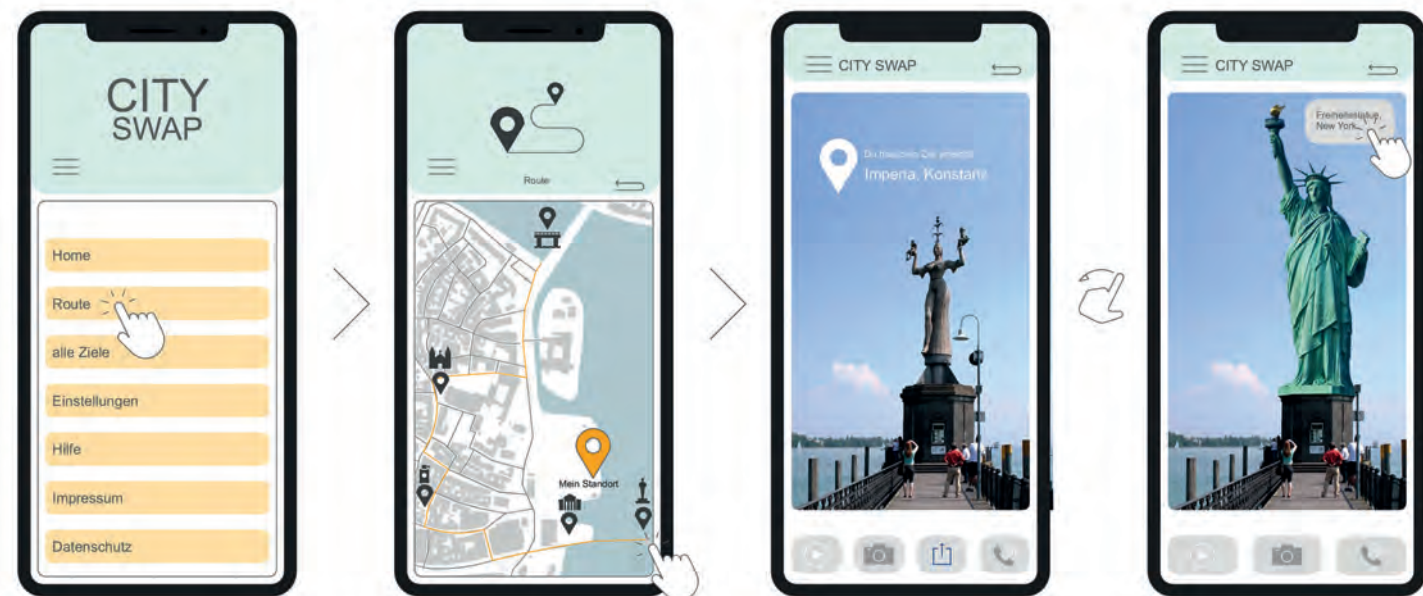 CITY
SWAP
Home
Route
alle Ziele
Einstellungen
Hilfe
Impressum
Datenschutz
Route
Mein Standort
CITY SWAP
Imperia, Konstanz
CITY SWAP
Freiheitsstatue,
New York